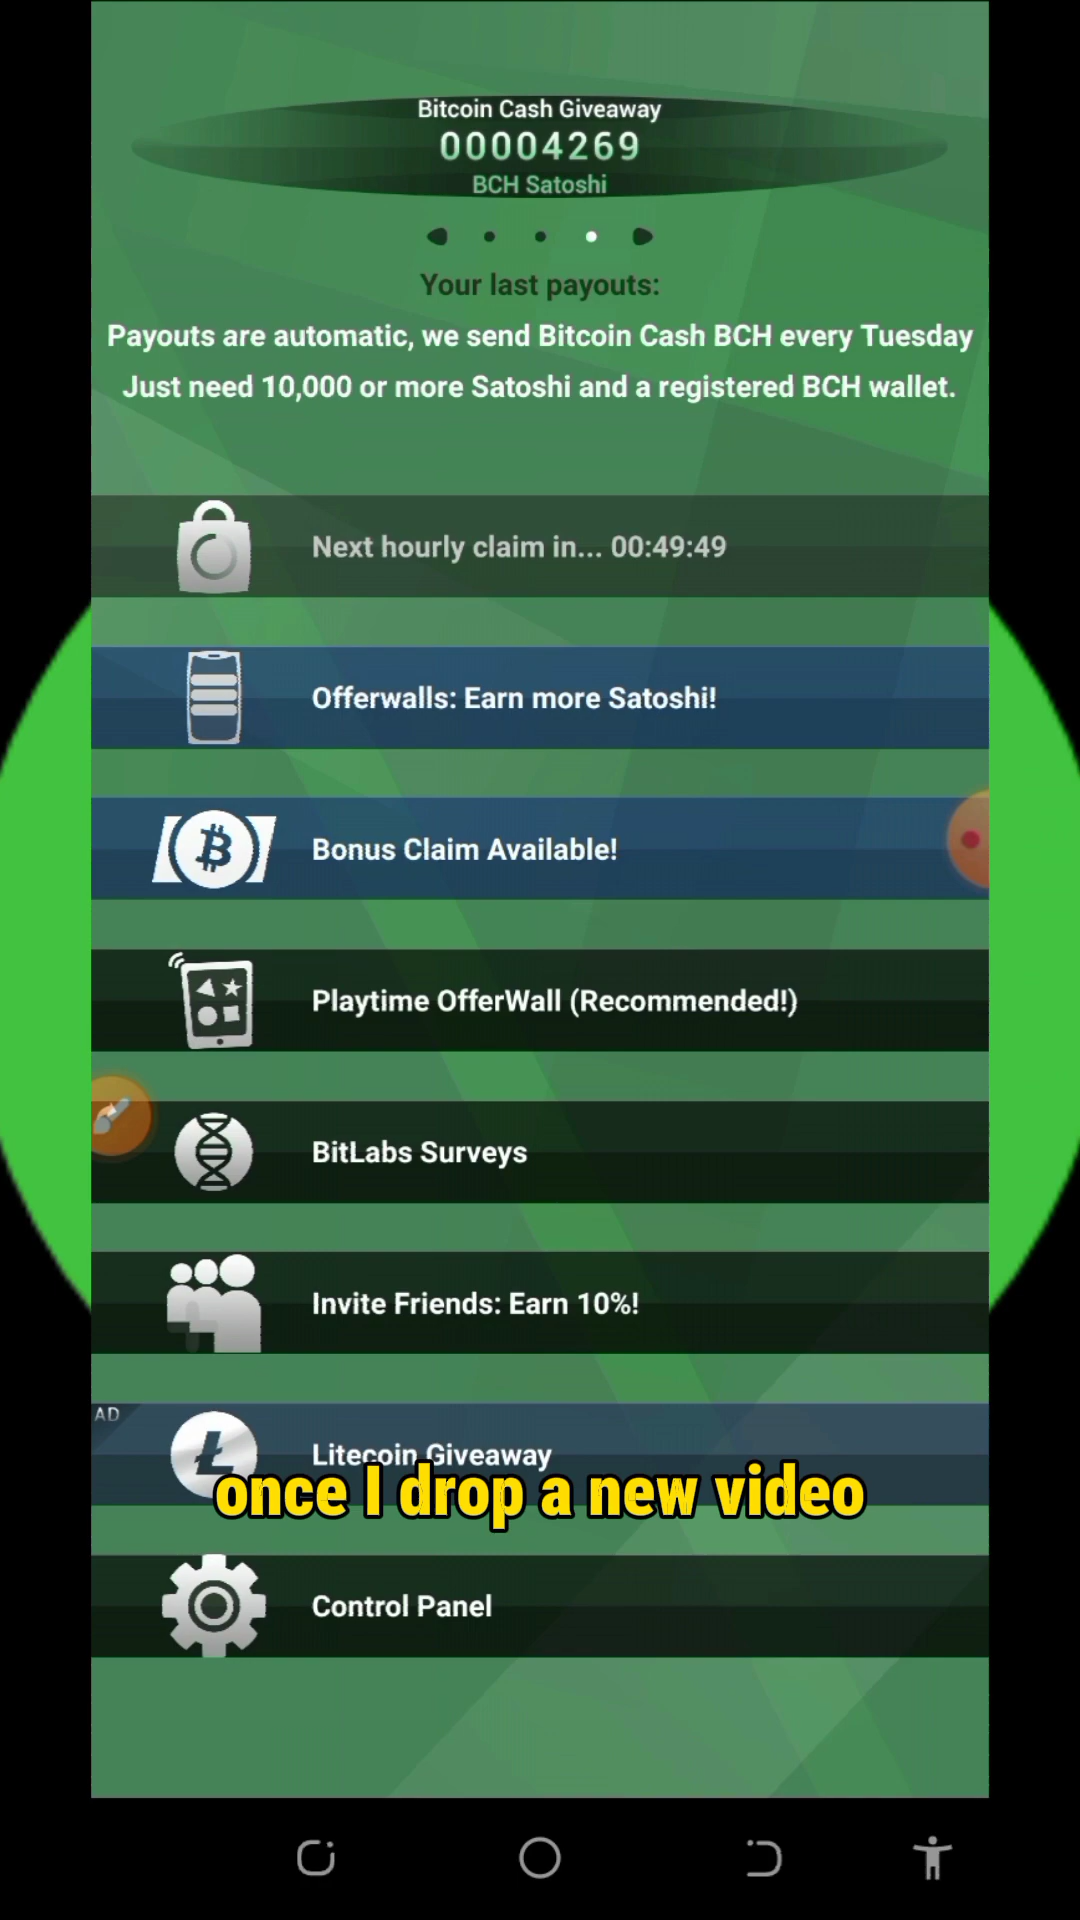 Bitcoin Cash Giveaway
00004269
BCH Satoshi
Your last payouts:
Payouts are automatic, we send Bitcoin Cash BCH every Tuesday
Just need 10,000 or more Satoshi and a registered BCH wallet.
Next hourly claim in... 00:49:49
Offerwalls: Earn more Satoshi!
Bonus Claim Available!
Playtime OfferWall (Recommended!)
BitLabs Surveys
Invite Friends: Earn 10%!
AD
Litecoin Giveaway
once I drop a new video
Control Panel